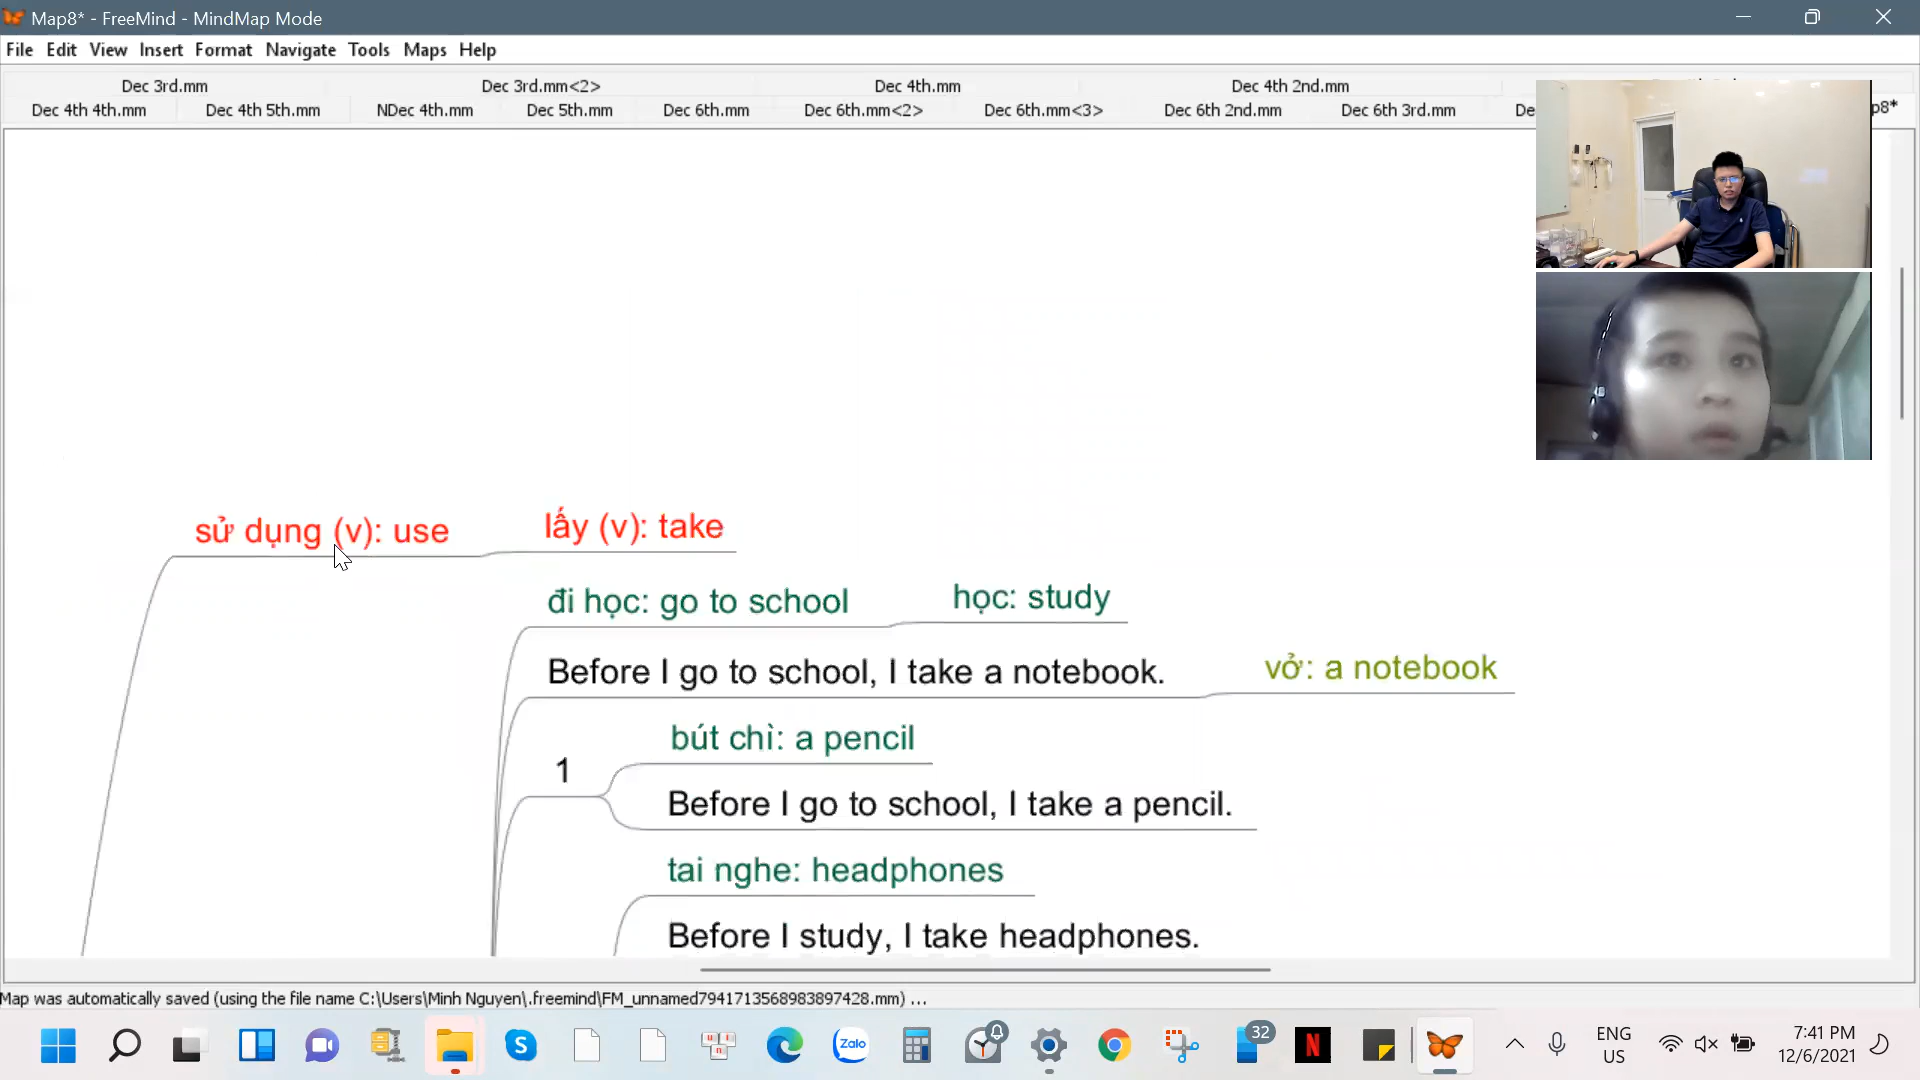 Map8* - FreeMind - MindMap Mode
File Edit View Insert Format Navigate Tools Maps Help
Dec 3rd.mm Dec 3rd.mm<2> Dec 4th.mm Dec 4th 2nd.mm
Dec 4th 4th.mm Dec 4th 5th.mm NDec 4th.mm Dec 5th.mm Dec 6th.mm Dec 6th.mm<2> Dec 6th.mm<3> Dec 6th 2nd.mm Dec 6th 3rd.mm De p8*
sử dụng (v): use lấy (v): take
đi học: go to school học: study
Before I go to school, I take a notebook. vở: a notebook
bút chì: a pencil
1
Before I go to school, I take a pencil.
tai nghe: headphones
Before I study, I take headphones.
Map was automatically saved (using the file name C:\Users\Minh Nguyen\.freemind\FM_unnamed7941713568983897428.mm) ...
Zalo
32
N
ENG
US
7:41 PM
12/6/2021